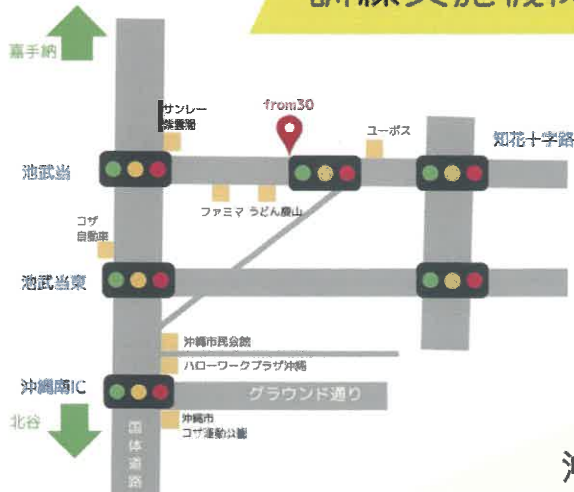 嘉手納
サンレー
紫雲閣
from30
ユーポス
知花十字路
池武当
ファミマ
うどん慶山
コザ
自動車
池武当東
沖縄市民会館
ハローワークプラザ沖縄
沖縄南IC
グラウンド通り
北谷
沖縄市
コザ運動公園
国体道路